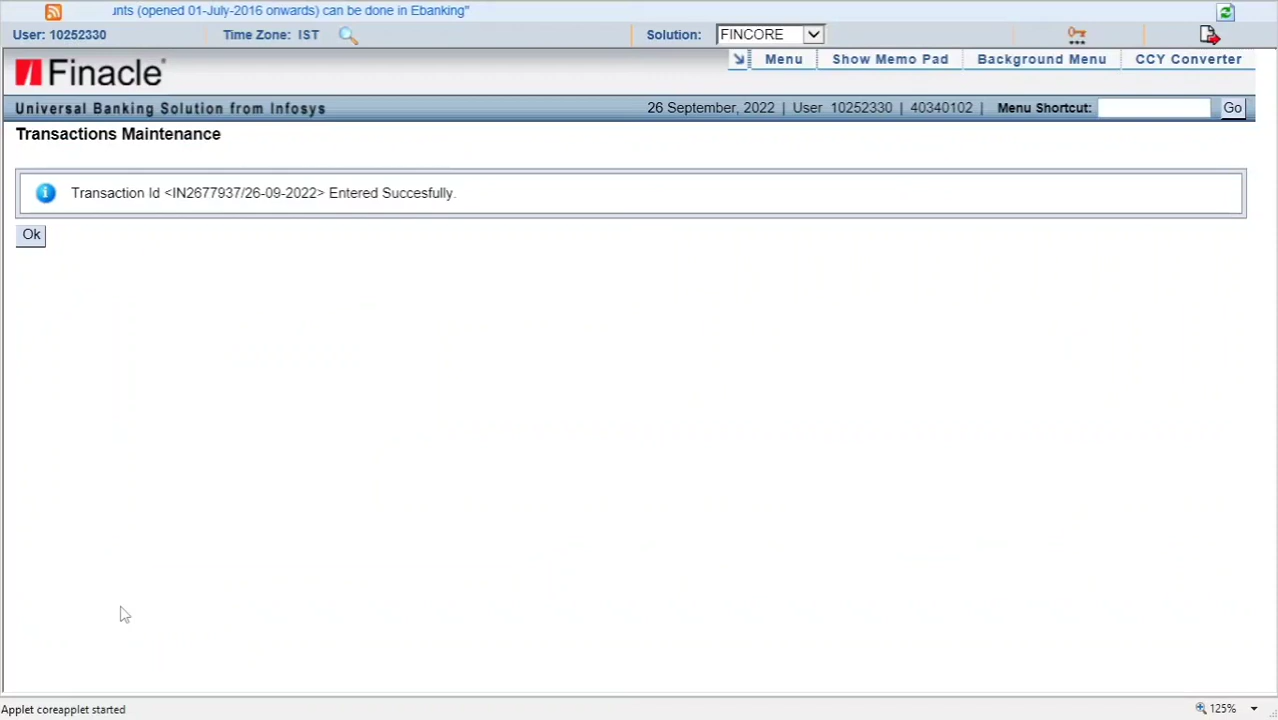 unts (opened 01-July-2016 onwards) can be done in Ebanking"
User: 10252330 Time Zone: IST Solution: FINCORE
Menu Show Memo Pad Background Menu CCY Converter
Finacle
Universal Banking Solution from Infosys 26 September, 2022 | User 10252330 | 40340102 | Menu Shortcut: Go
Transactions Maintenance
Transaction Id <IN2677937/26-09-2022> Entered Succesfully.
Ok
Applet coreapplet started 125%